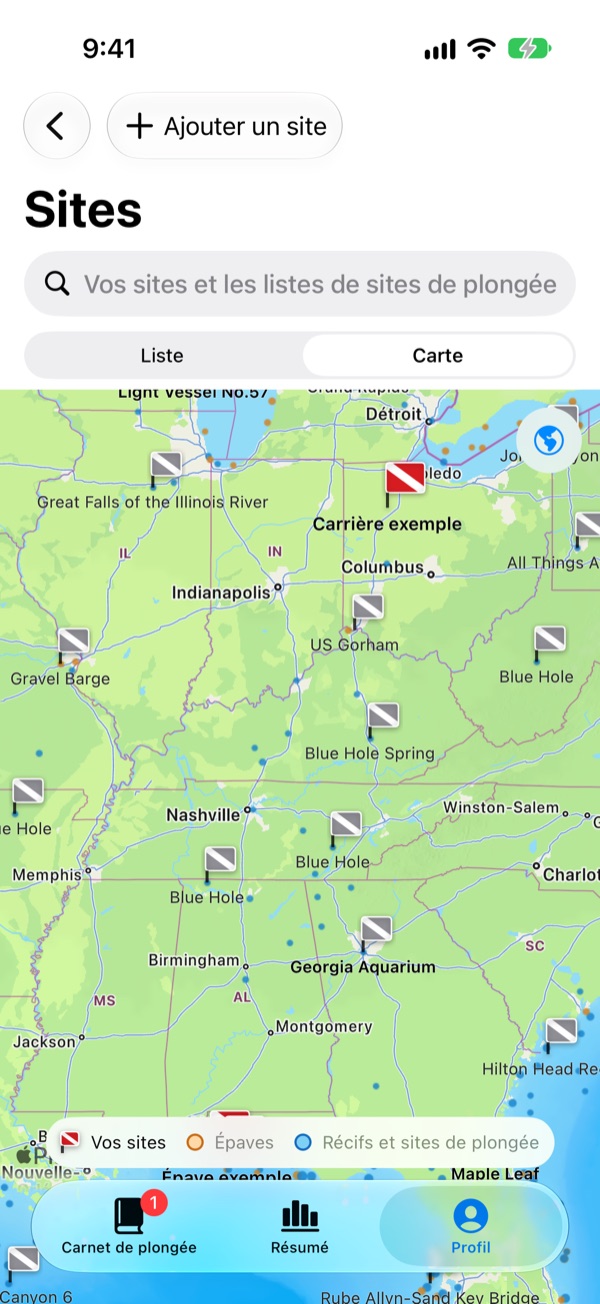 9:41
Ajouter un site
Sites
Vos sites et les listes de sites de plongée
Liste
Carte
Light Vessel No.57
Grand Rapids
Détroit
Great Falls of the Illinois River
Carrière exemple
IL
IN
Columbus
All Things A
Indianapolis
US Gorham
Gravel Barge
Blue Hole
Blue Hole Spring
e Hole
Nashville
Winston-Salem
Blue Hole
Memphis
Charlot
Blue Hole
SC
Birmingham
Georgia Aquarium
MS
AL
Montgomery
Jackson
Hilton Head Re
Vos sites
Épaves
Récifs et sites de plongée
Nouvelle-
Épave exemple
Maple Leaf
1
Carnet de plongée
Résumé
Profil
Canyon 6
Rube Allyn-Sand Key Bridge